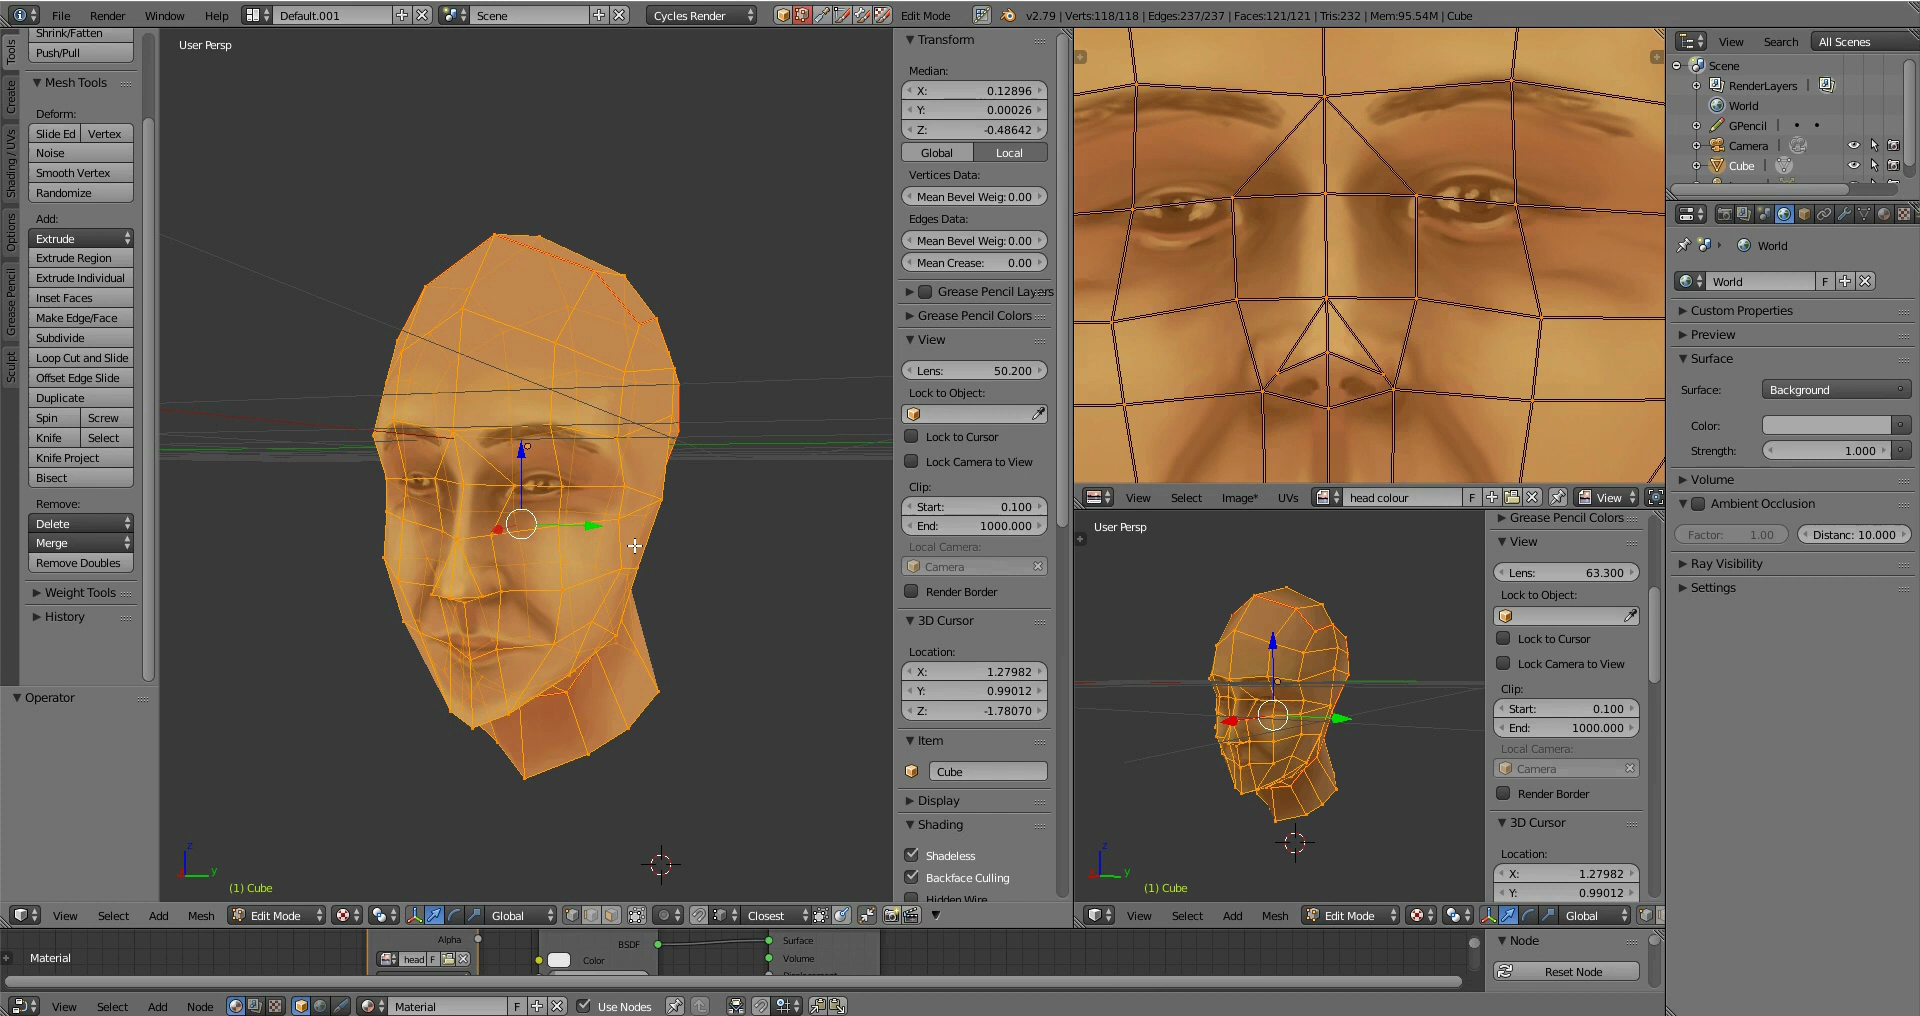 File Render Window Help Default.001 Scene Cycles Render Edit Mode v2.79 | Verts:118/118 | Edges:237/237 | Faces:121/121 | Tris:232 | Mem:95.54M | Cube
Tools
Create
Shading / UVs
Options
Grease Pencil
Sculpt
Shrink/Fatten
Push/Pull
Mesh Tools
Deform:
Slide Ed Vertex
Noise
Smooth Vertex
Randomize
Add:
Extrude
Extrude Region
Extrude Individual
Inset Faces
Make Edge/Face
Subdivide
Loop Cut and Slide
Offset Edge Slide
Duplicate
Spin Screw
Knife Select
Knife Project
Bisect
Remove:
Delete
Merge
Remove Doubles
Weight Tools
History
Operator
User Persp
z
y
(1) Cube
Transform
Median:
X: 0.12896
Y: 0.00026
Z: -0.48642
Global Local
Vertices Data:
Mean Bevel Weig: 0.00
Edges Data:
Mean Bevel Weig: 0.00
Mean Crease: 0.00
Grease Pencil Layers
Grease Pencil Colors
View
Lens: 50.200
Lock to Object:
Lock to Cursor
Lock Camera to View
Clip:
Start: 0.100
End: 1000.000
Local Camera:
Camera
Render Border
3D Cursor
Location:
X: 1.27982
Y: 0.99012
Z: -1.78070
Item
Cube
Display
Shading
Shadeless
Backface Culling
Hidden Wire
View Select Add Mesh Edit Mode Global Closest
View Select Image* UVs head colour F View
User Persp
z
y
(1) Cube
Grease Pencil Colors
View
Lens: 63.300
Lock to Object:
Lock to Cursor
Lock Camera to View
Clip:
Start: 0.100
End: 1000.000
Local Camera:
Camera
Render Border
3D Cursor
Location:
X: 1.27982
Y: 0.99012
View Select Add Mesh Edit Mode Global
Material
Alpha
head F
BSDF
Color
Surface
Volume
Displacement
Node
Reset Node
View Select Add Node Material F Use Nodes
View Search All Scenes
Scene
RenderLayers
World
GPencil
Camera
Cube
World
World F
Custom Properties
Preview
Surface
Surface: Background
Color:
Strength: 1.000
Volume
Ambient Occlusion
Factor: 1.00 Distanc: 10.000
Ray Visibility
Settings